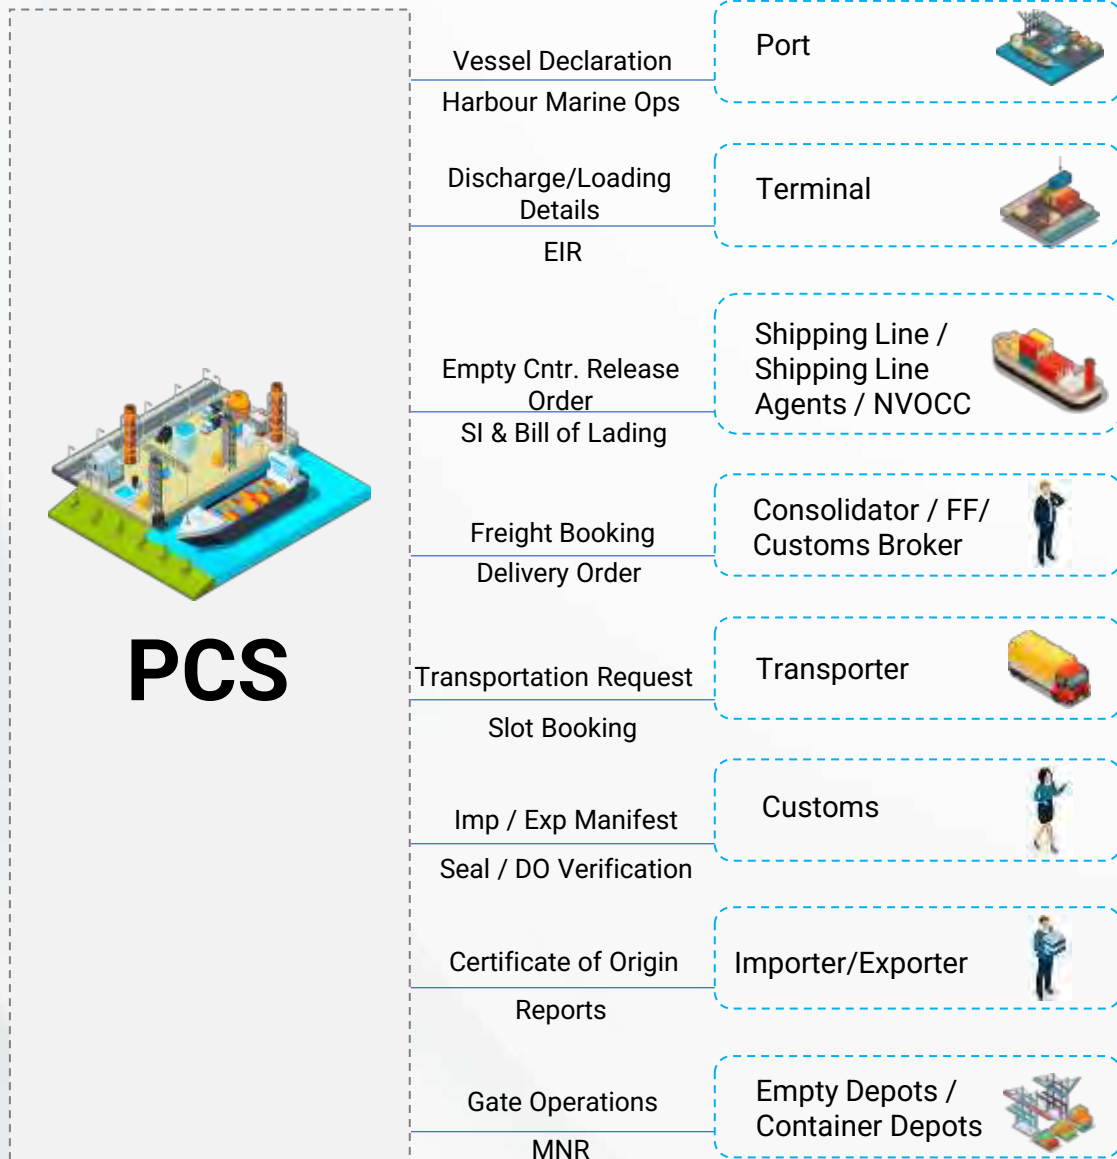 PCS
Vessel Declaration
Harbour Marine Ops
Port
Discharge/Loading
Details
EIR
Terminal
Empty Cntr. Release
Order
SI & Bill of Lading
Shipping Line /
Shipping Line
Agents / NVOCC
Freight Booking
Delivery Order
Consolidator / FF/
Customs Broker
Transportation Request
Slot Booking
Transporter
Imp / Exp Manifest
Seal / DO Verification
Customs
Certificate of Origin
Reports
Importer/Exporter
Gate Operations
MNR
Empty Depots /
Container Depots